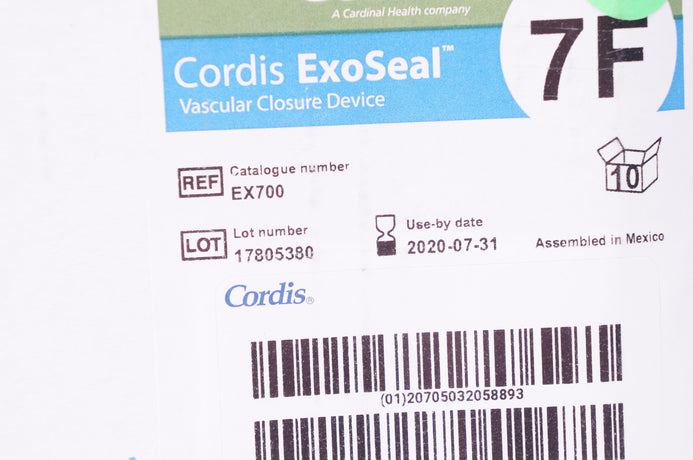 A Cardinal Health company
Cordis ExoSeal™
Vascular Closure Device
7F
REF
Catalogue number
EX700
10
LOT
Lot number
17805380
Use-by date
2020-07-31
Assembled in Mexico
Cordis®
(01)20705032058893